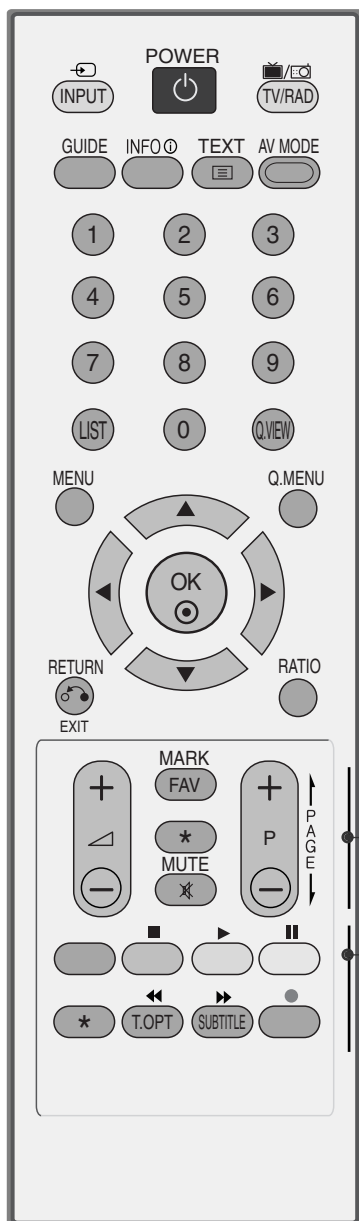 POWER
INPUT
TV/RAD
GUIDE INFO i TEXT AV MODE
1 2 3
4 5 6
7 8 9
LIST 0 Q.VIEW
MENU Q.MENU
OK
RETURN RATIO
EXIT
MARK
+ FAV +
* P
PAGE
MUTE
- -
* T.OPT SUBTITLE